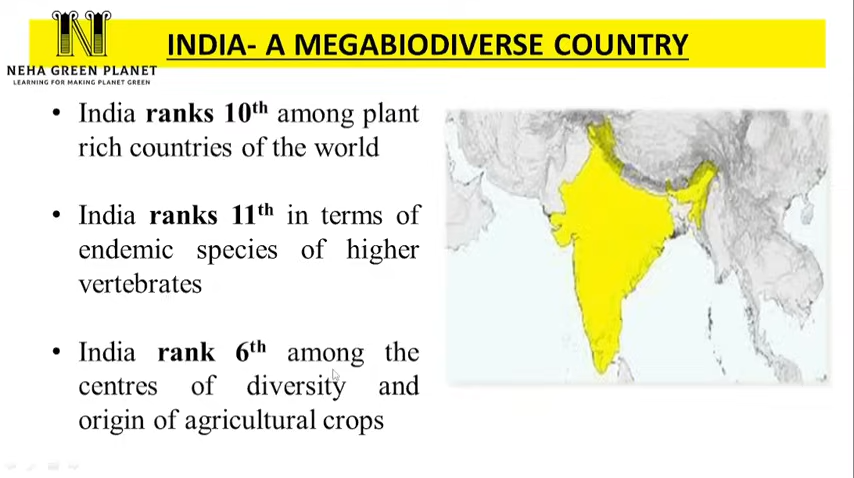 INDIA- A MEGABIODIVERSE COUNTRY
N
NEHA GREEN PLANET
LEARNING FOR MAKING PLANET GREEN
• India ranks 10th among plant
rich countries of the world
• India ranks 11th in terms of
endemic species of higher
vertebrates
• India rank 6th among the
centres of diversity and
origin of agricultural crops